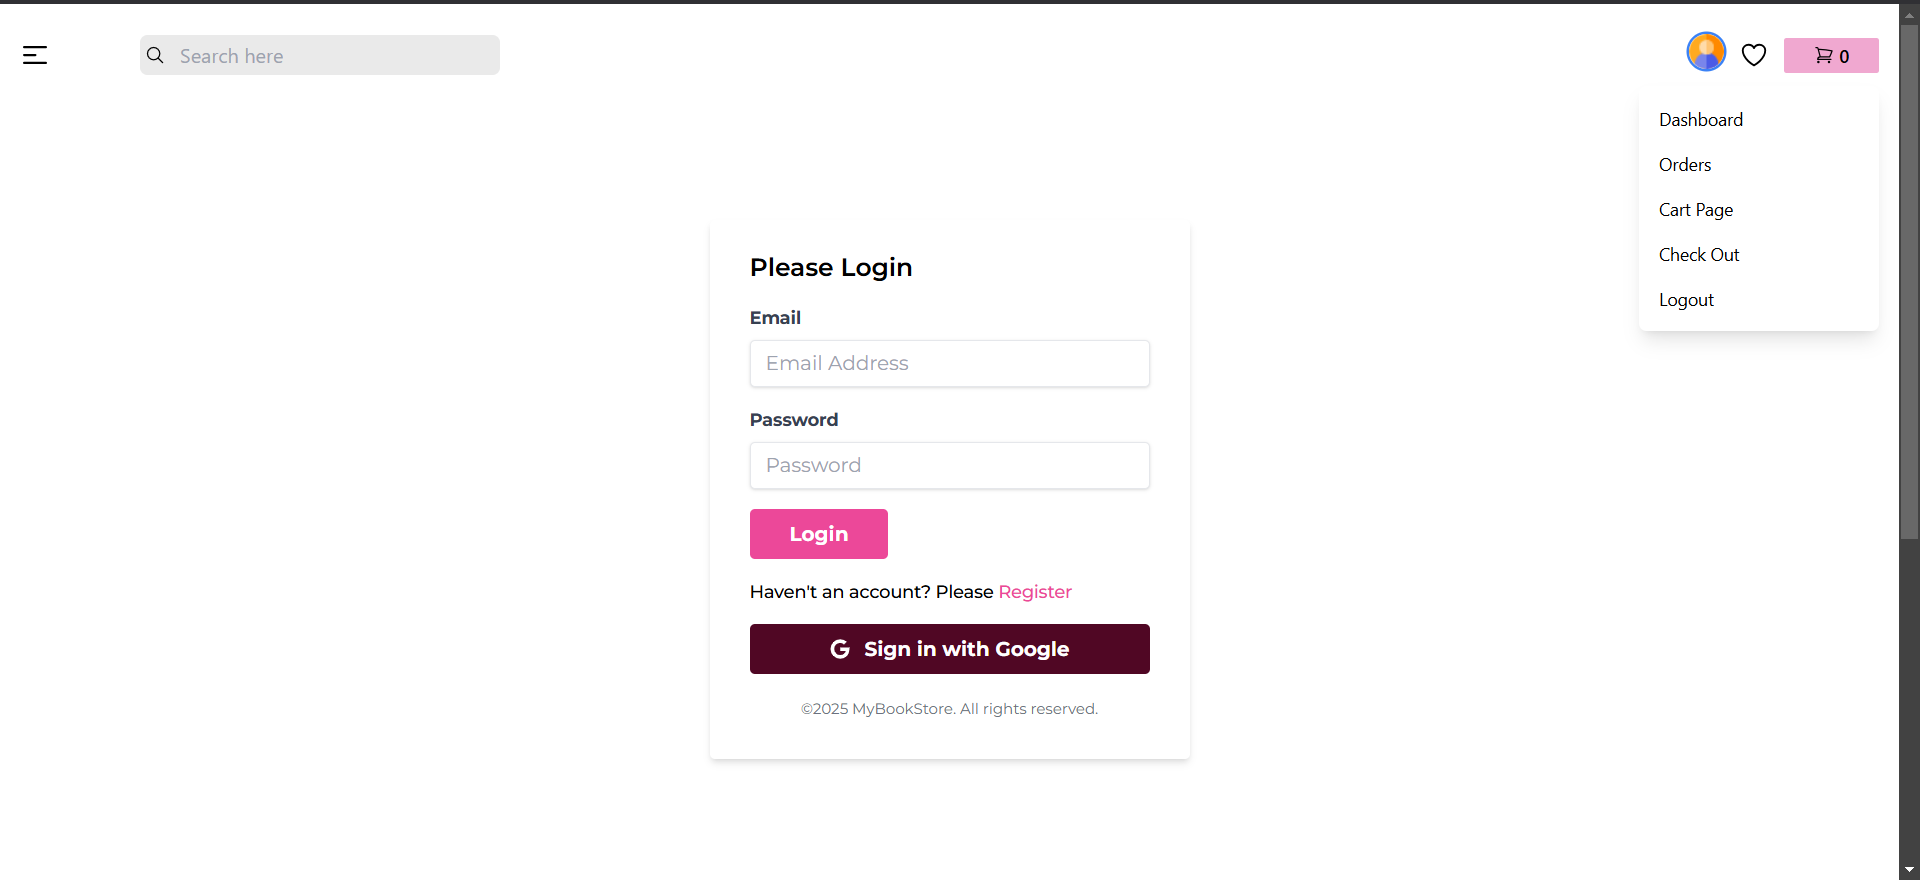 Search here
0
Dashboard
Orders
Cart Page
Check Out
Logout
Please Login
Email
Email Address
Password
Password
Login
Haven't an account? Please Register
Sign in with Google
©2025 MyBookStore. All rights reserved.